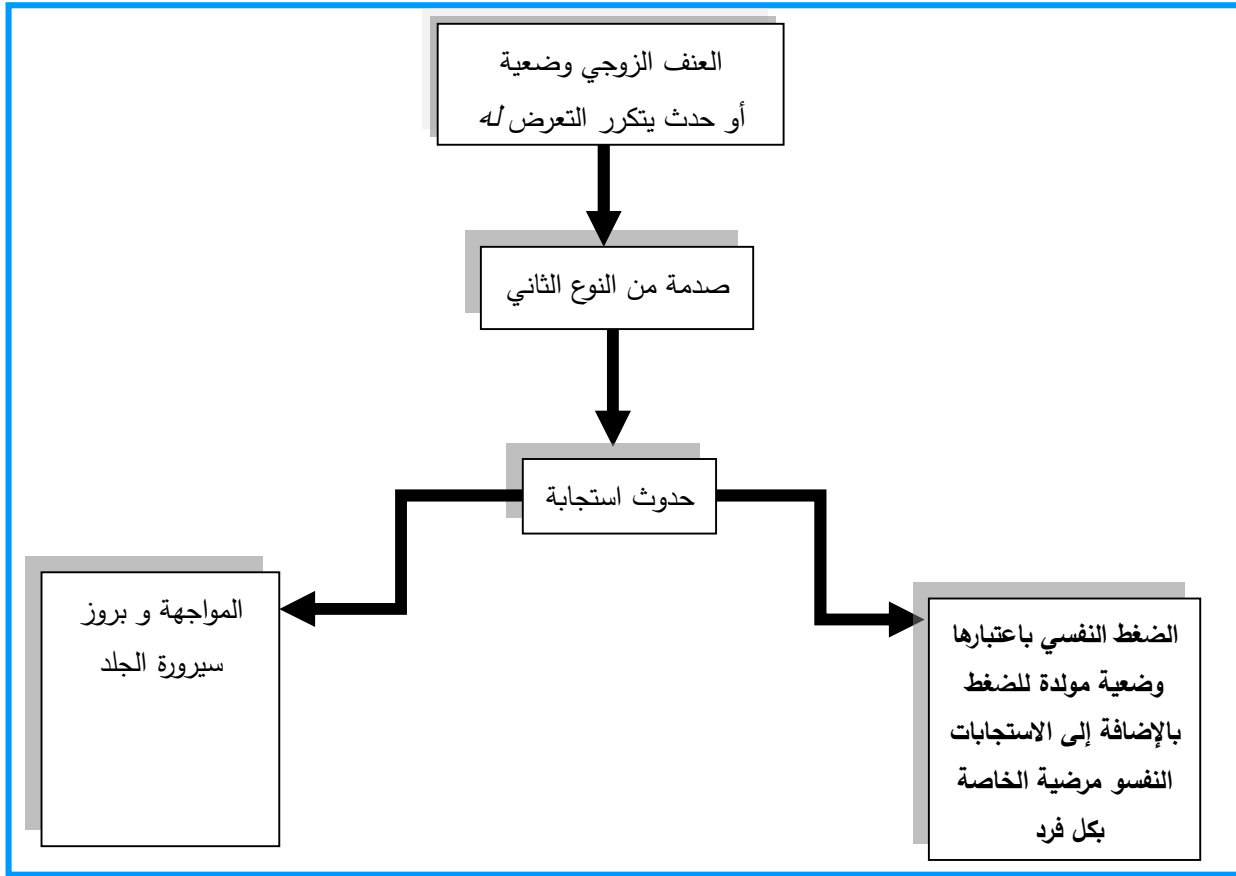 العنف الزوجي وضعية
أو حدث يتكرر التعرض له
صدمة من النوع الثاني
حدوث استجابة
الضغط النفسي باعتبارها
وضعية مولدة للضغط
بالإضافة إلى الاستجابات
النفسو مرضية الخاصة
بكل فرد
المواجهة و بروز
سيرورة الجلد